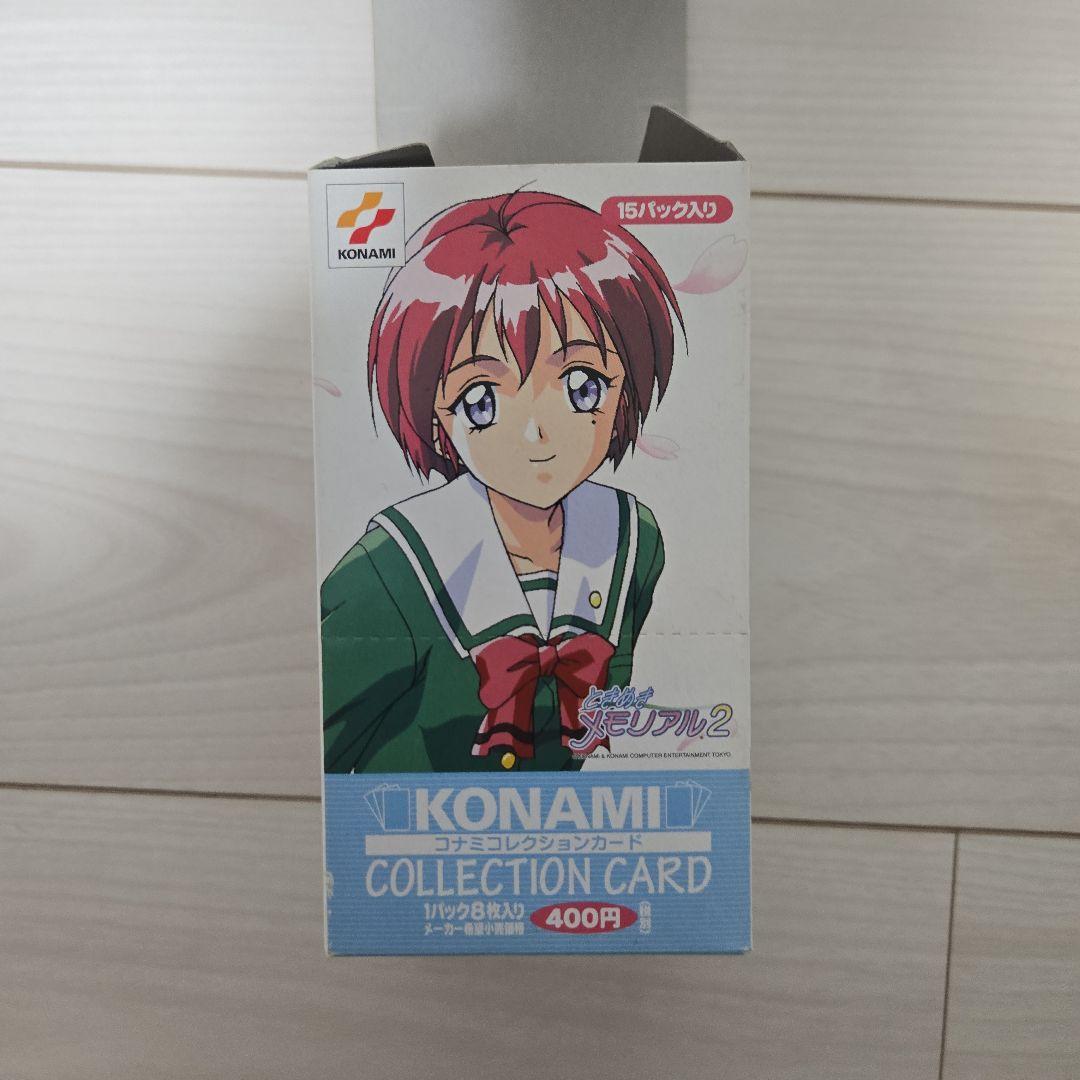 KONAMI
15パック入り
ときめき
メモリアル2
©KONAMI & KONAMI COMPUTER ENTERTAINMENT TOKYO
KONAMI
コナミコレクションカード
COLLECTION CARD
1パック8枚入り
メーカー希望小売価格
400円
(税別)